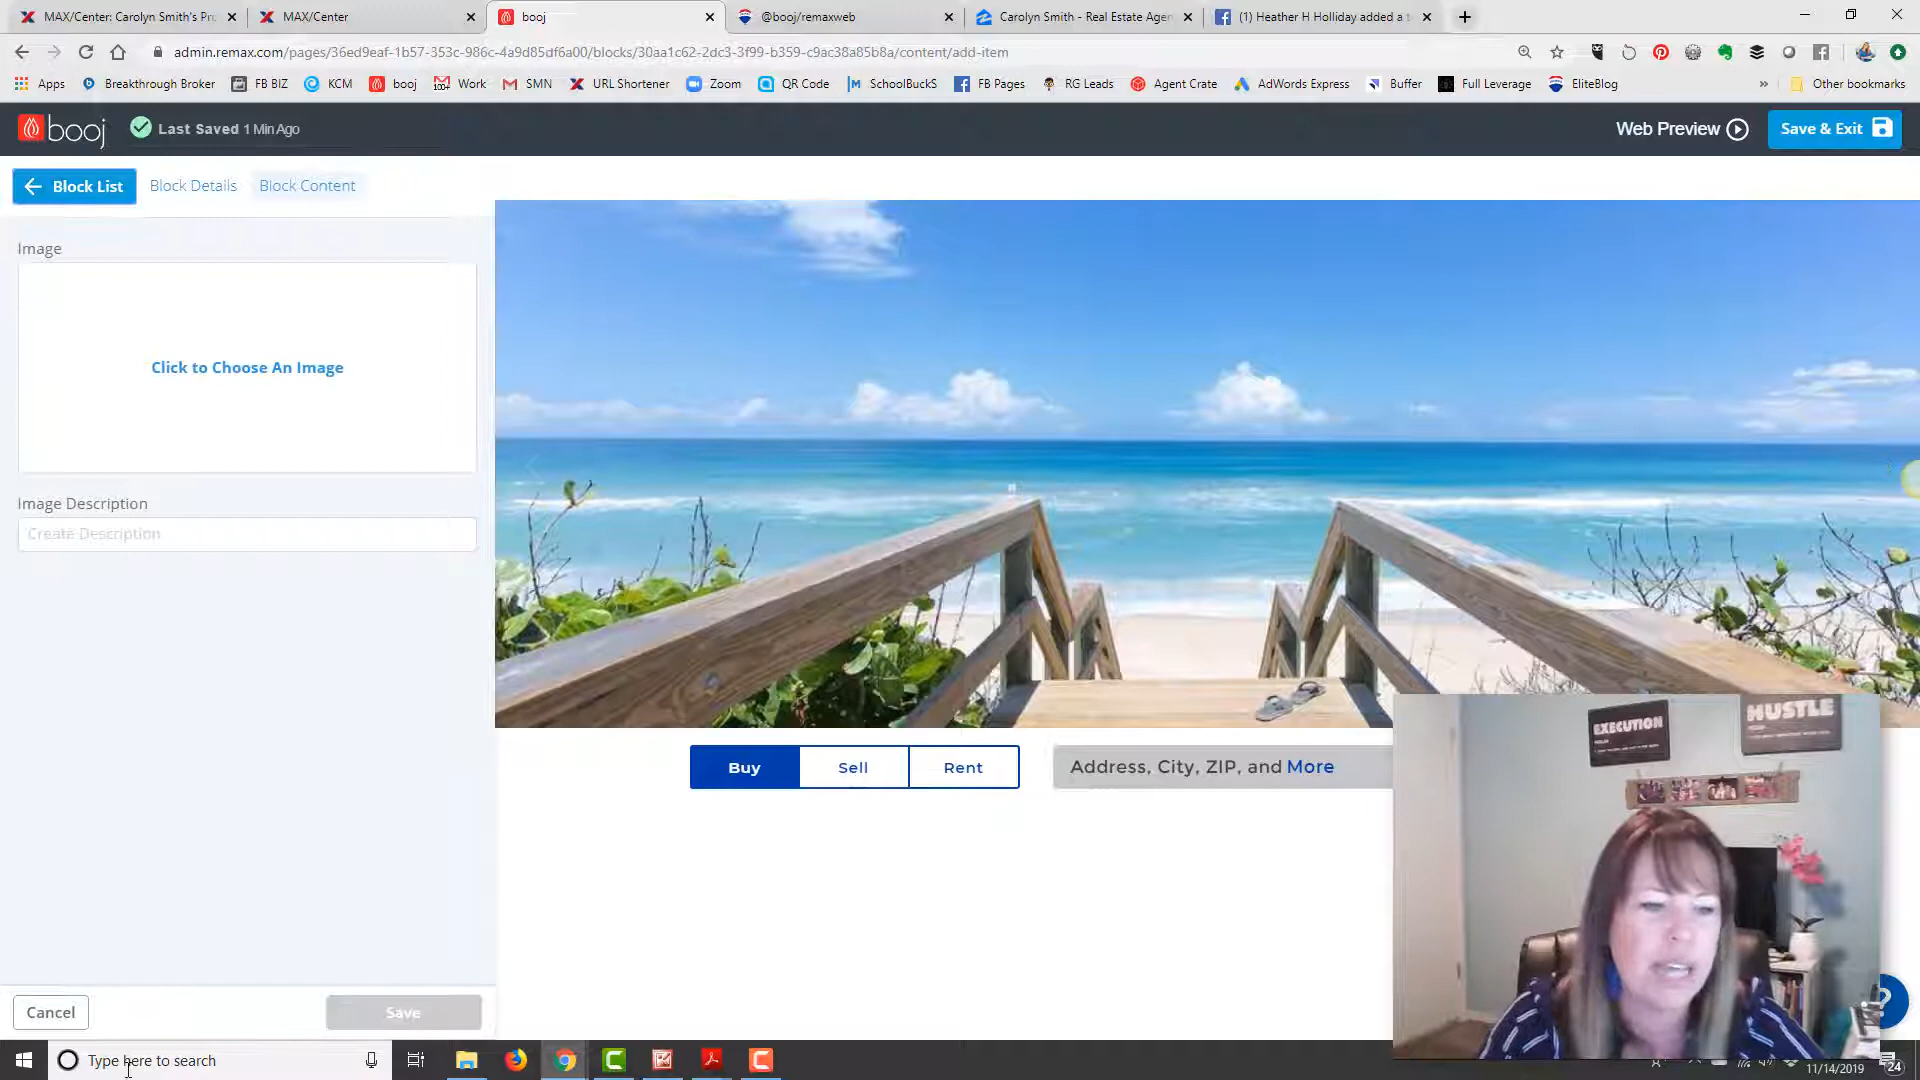 MAX/Center: Carolyn Smith's Pr
MAX/Center
booj
@booj/remaxweb
Carolyn Smith - Real Estate Agen
(1) Heather H Holliday added a t
admin.remax.com/pages/36ed9eaf-1b57-353c-986c-4a9d85df6a00/blocks/30aa1c62-2dc3-3f99-b359-c9ac38a85b8a/content/add-item
Apps Breakthrough Broker FB BIZ KCM booj Work SMN URL Shortener Zoom QR Code SchoolBuckS FB Pages RG Leads Agent Crate AdWords Express Buffer Full Leverage EliteBlog » Other bookmarks
booj Last Saved 1 Min Ago Web Preview Save & Exit
Block List Block Details Block Content
Image
Click to Choose An Image
Image Description
Create Description
EXECUTION
HUSTLE
Buy Sell Rent Address, City, ZIP, and More
?
Cancel Save
Type here to search
11/14/2019
24